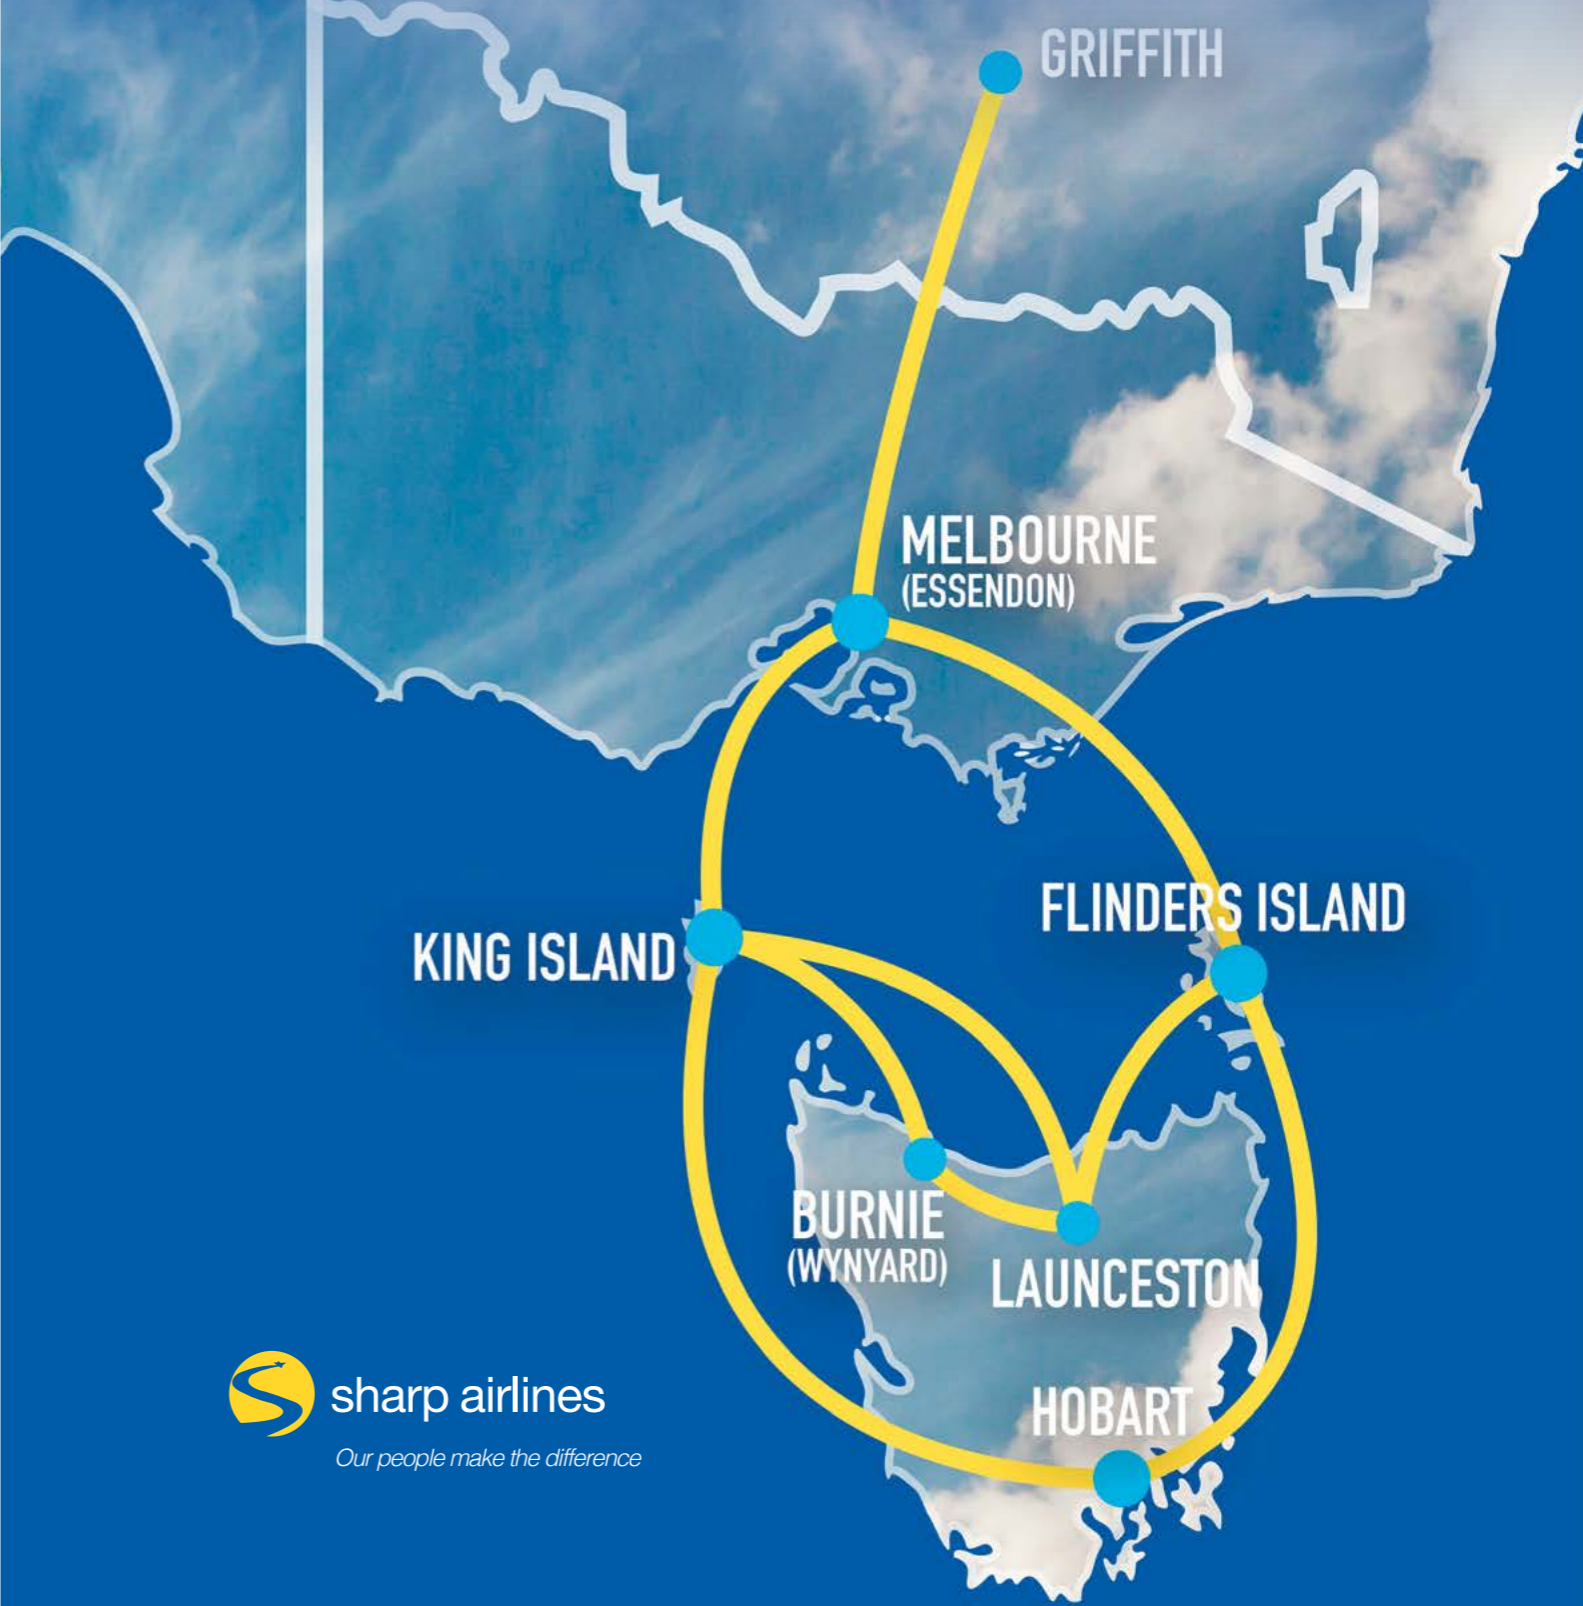 GRIFFITH
MELBOURNE
(ESSENDON)
FLINDERS ISLAND
KING ISLAND
BURNIE
(WYNYARD)
LAUNCESTON
HOBART
sharp airlines
Our people make the difference